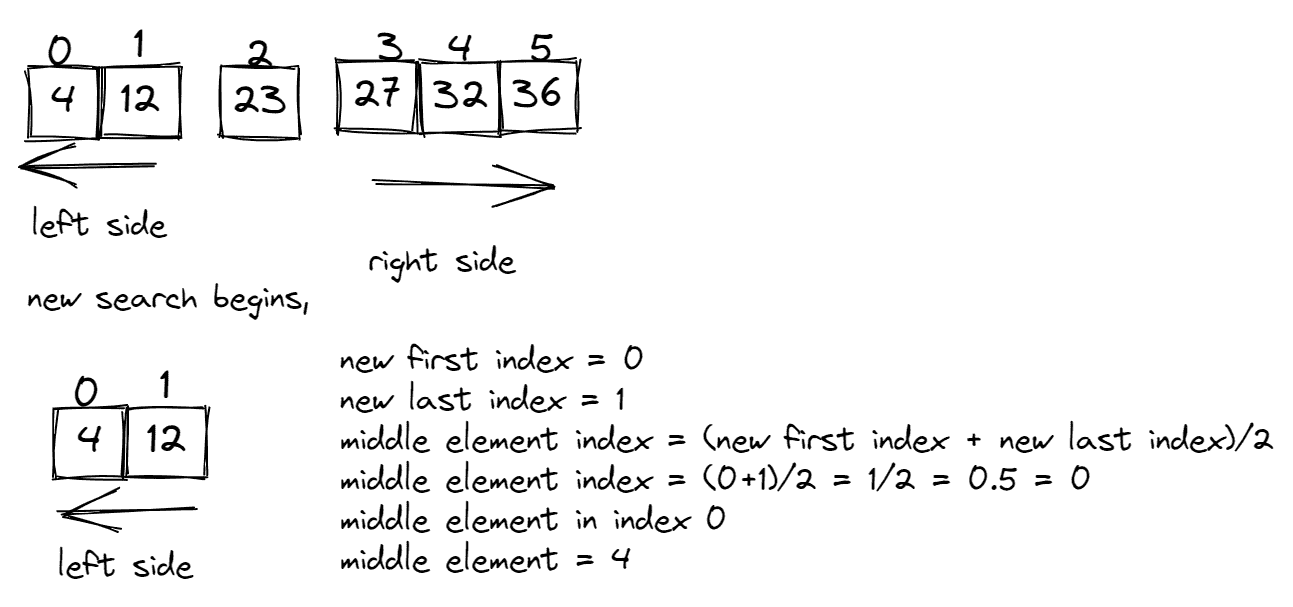 0 1 2 3 4 5
4 12 23 27 32 36
left side
right side
new search begins,
new first index = 0
new last index = 1
0 1
4 12
middle element index = (new first index + new last index)/2
middle element index = (0+1)/2 = 1/2 = 0.5 = 0
middle element in index 0
middle element = 4
left side